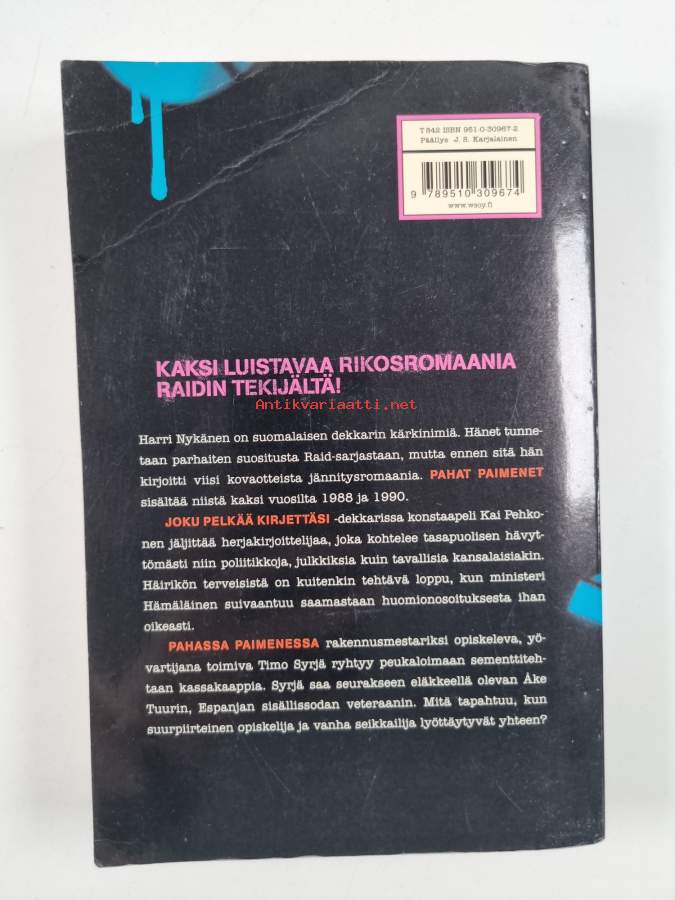 T 842 ISBN 951-0-30967-2
Päällys J. S. Karjalainen
9 789510 309674
www.wsoy.fi
KAKSI LUISTAVAA RIKOSROMAANIA
RAIDIN TEKIJÄLTÄ!
Antikvariaatti.net
Harri Nykänen on suomalaisen dekkarin kärkinimiä. Hänet tunne-
taan parhaiten suositusta Raid-sarjastaan, mutta ennen sitä hän
kirjoitti viisi kovaotteista jännitysromaania. PAHAT PAIMENET
sisältää niistä kaksi vuosilta 1988 ja 1990.
JOKU PELKÄÄ KIRJETTÄSI -dekkarissa konstaapeli Kai Pehko-
nen jäljittää herjakirjoittelijaa, joka kohtelee tasapuolisen hävyt-
tömästi niin poliitikkoja, julkkiksia kuin tavallisia kansalaisiakin.
Häirikön terveisistä on kuitenkin tehtävä loppu, kun ministeri
Hämäläinen suivaantuu saamastaan huomionosoituksesta ihan
oikeasti.
PAHASSA PAIMENESSA rakennusmestariksi opiskeleva, yö-
vartijana toimiva Timo Syrjä ryhtyy peukaloimaan sementtiteh-
taan kassakaappia. Syrjä saa seurakseen eläkkeellä olevan Åke
Tuurin, Espanjan sisällissodan veteraanin. Mitä tapahtuu, kun
suurpiirteinen opiskelija ja vanha seikkailija lyöttäytyvät yhteen?